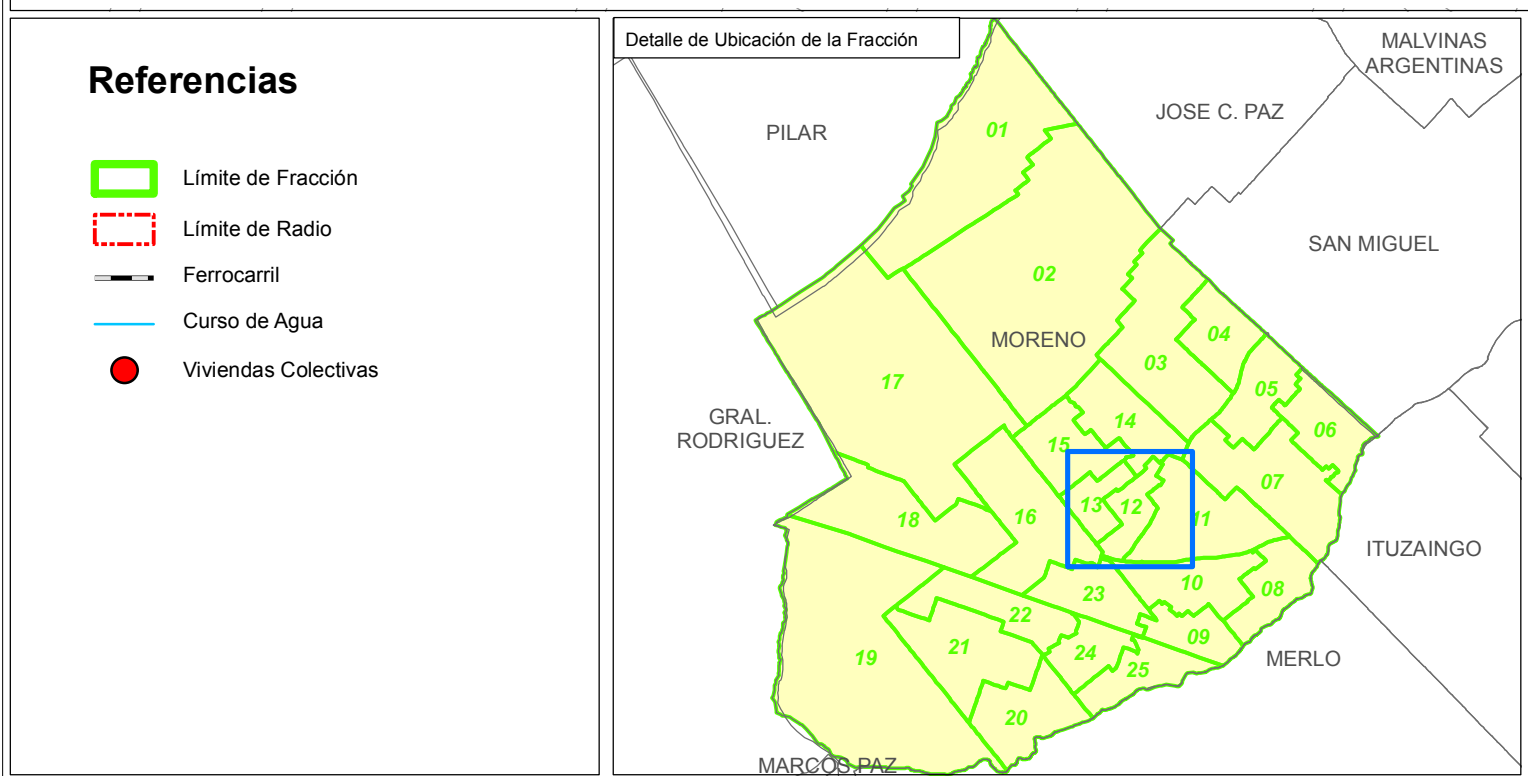 Referencias
Límite de Fracción
Límite de Radio
Ferrocarril
Curso de Agua
Viviendas Colectivas
Detalle de Ubicación de la Fracción
MALVINAS
ARGENTINAS
JOSE C. PAZ
PILAR
01
SAN MIGUEL
02
MORENO
04
03
17
05
GRAL.
RODRIGUEZ
14
06
15
07
13
12
16
18
11
ITUZAINGO
10
08
23
22
09
21
24
MERLO
19
25
20
MARCOS PAZ